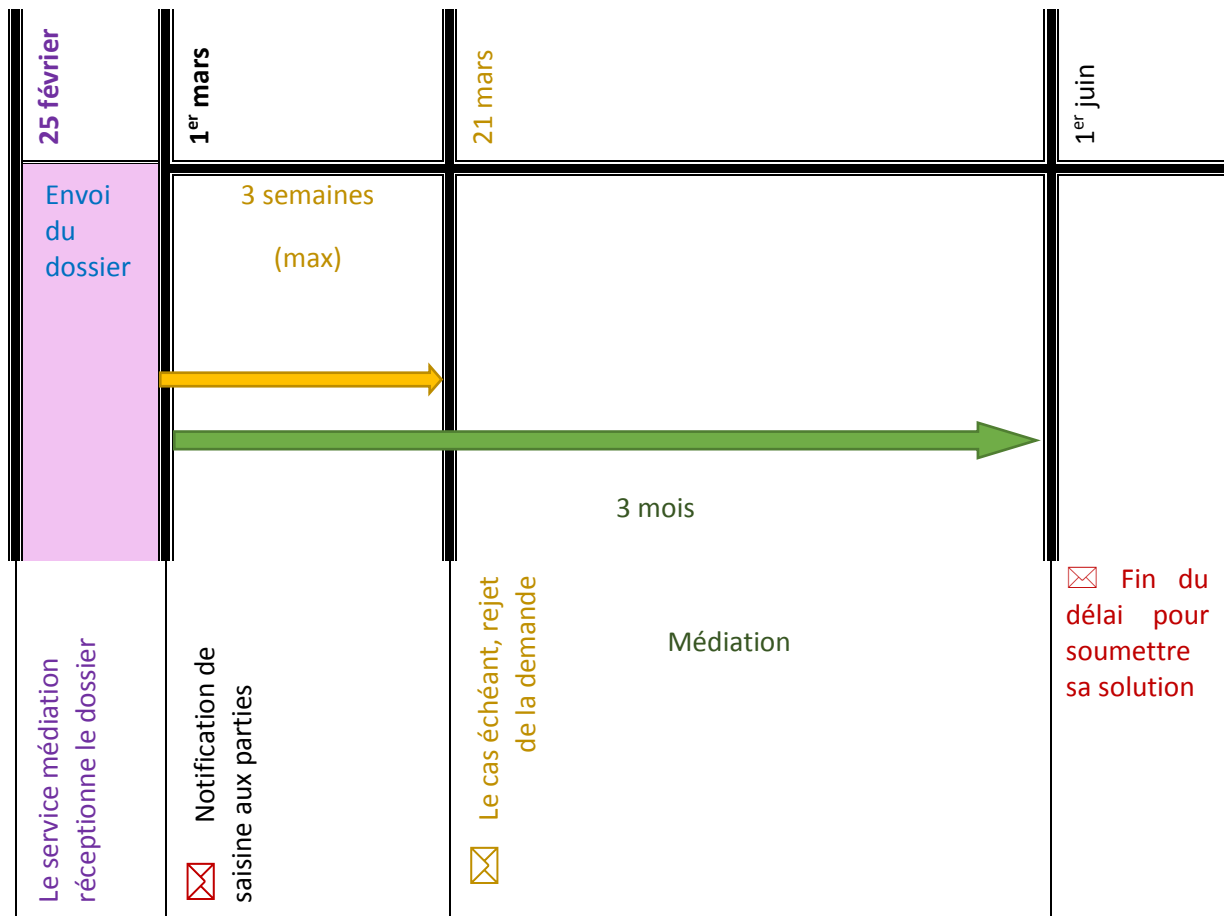 25 février
1er mars
21 mars
1er juin
Envoi
du
dossier
3 semaines
(max)
3 mois
Le service médiation
réceptionne le dossier
Notification de
saisine aux parties
Le cas échéant, rejet
de la demande
Médiation
Fin du
délai pour
soumettre
sa solution